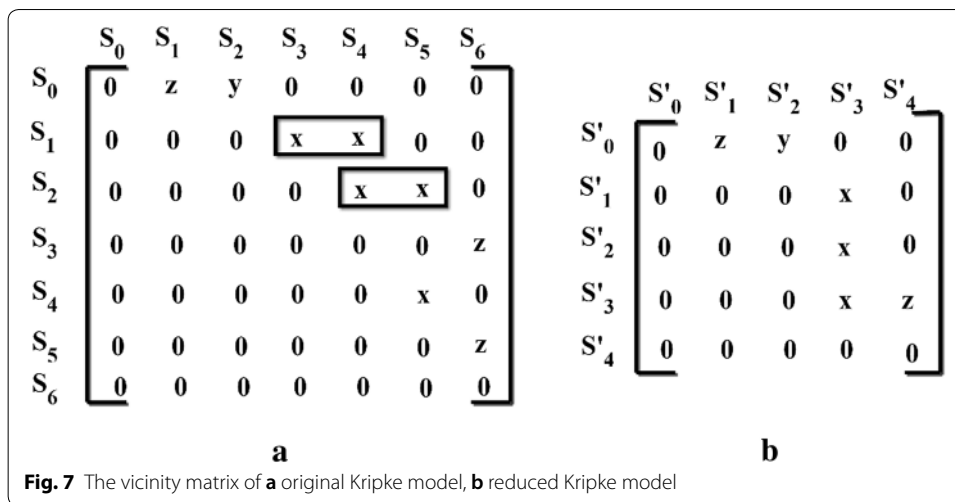 S0 S1 S2 S3 S4 S5 S6
S0 0 z y 0 0 0 0
S1 0 0 0 x x 0 0
S2 0 0 0 0 x x 0
S3 0 0 0 0 0 0 z
S4 0 0 0 0 0 x 0
S5 0 0 0 0 0 0 z
S6 0 0 0 0 0 0 0
a
S'0 S'1 S'2 S'3 S'4
S'0 0 z y 0 0
S'1 0 0 0 x 0
S'2 0 0 0 x 0
S'3 0 0 0 x z
S'4 0 0 0 0 0
b
Fig. 7 The vicinity matrix of a original Kripke model, b reduced Kripke model